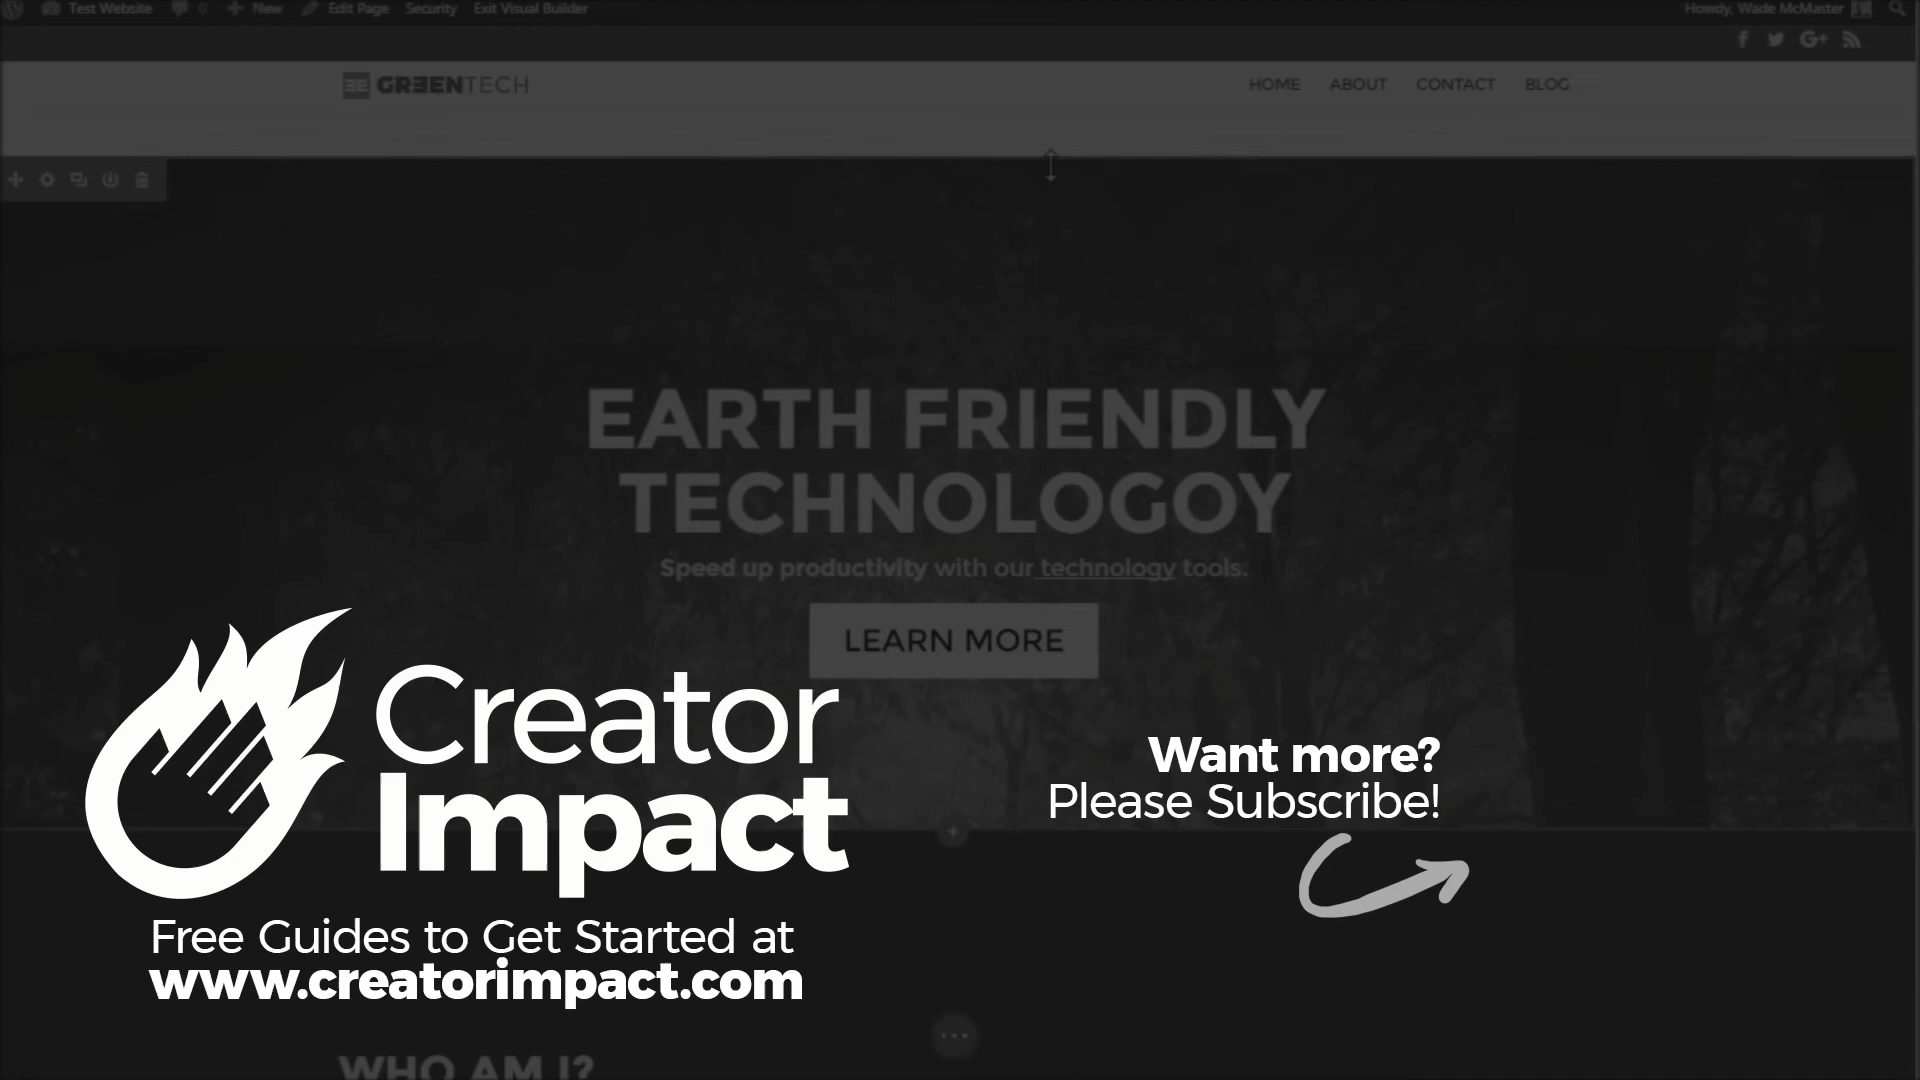 Test Website 0 New Edit Page Security Exit Visual Builder Howdy, Wade McMaster
GREENTECH HOME ABOUT CONTACT BLOG
EARTH FRIENDLY
TECHNOLOGOY
Speed up productivity with our technology tools.
LEARN MORE
Creator
Impact
Want more?
Please Subscribe!
Free Guides to Get Started at
www.creatorimpact.com
WHO AM I?